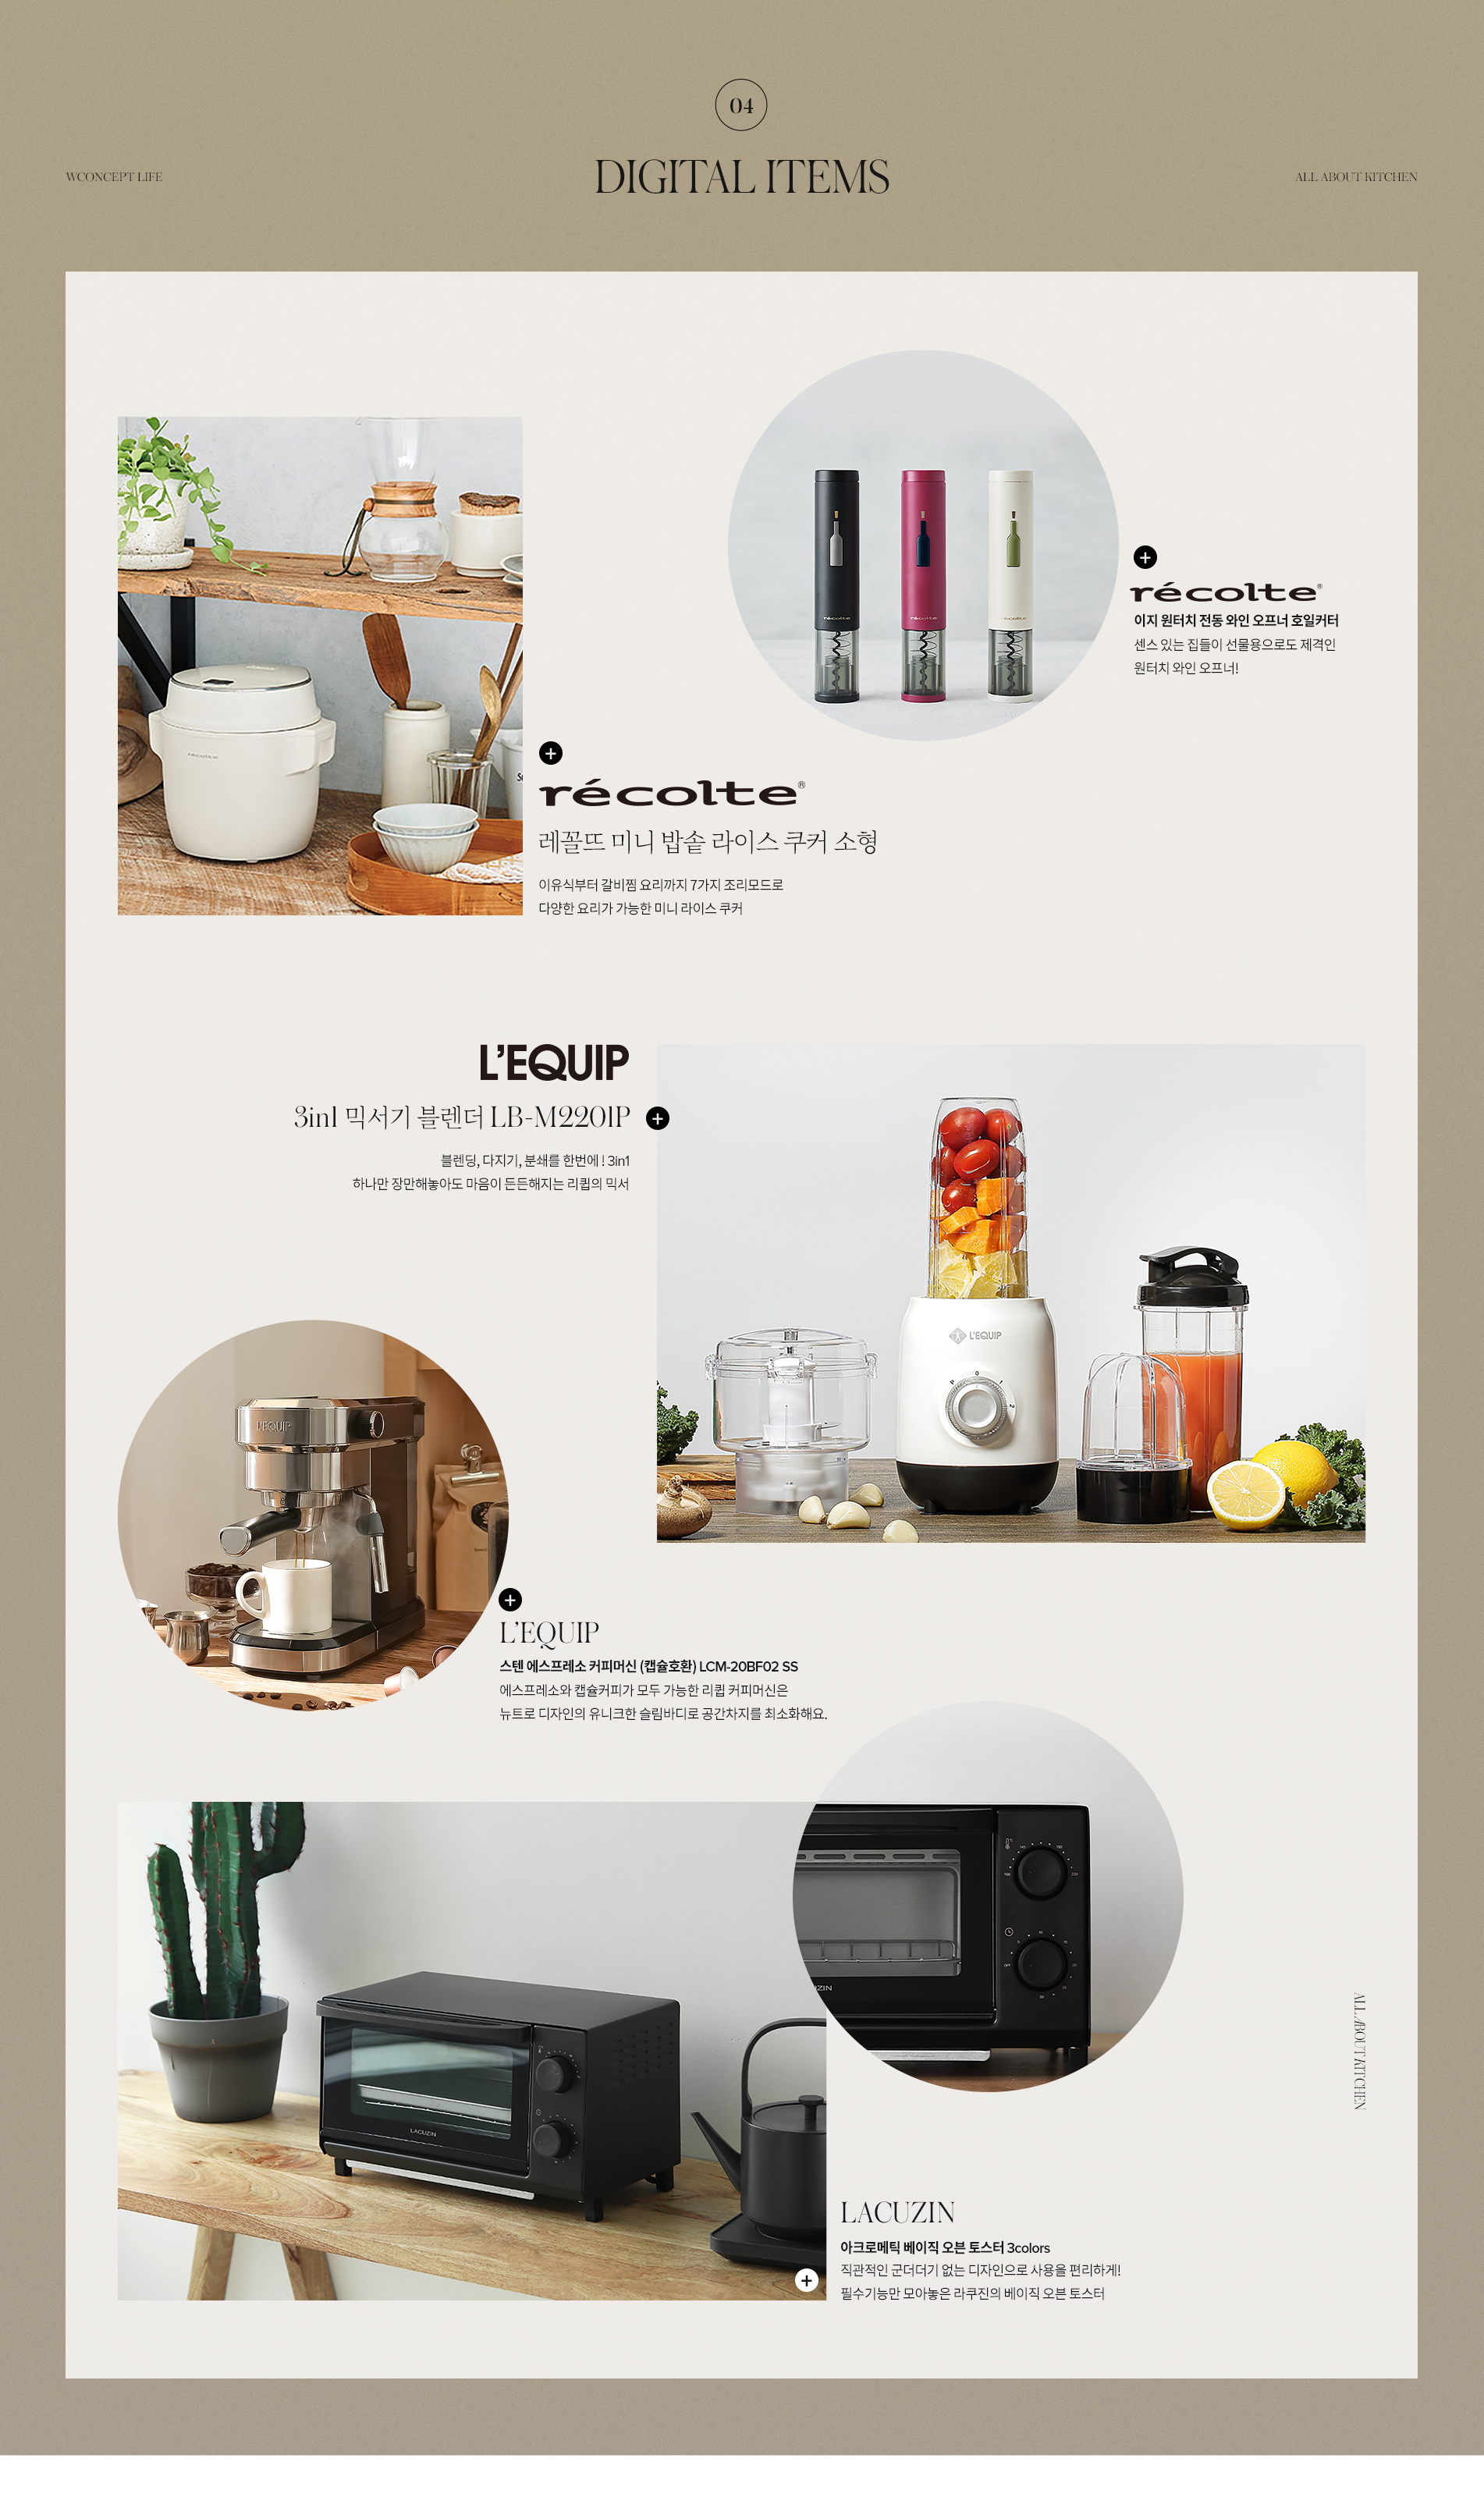 04
WCONCEPT LIFE
DIGITAL ITEMS
ALL ABOUT KITCHEN
récolte
récolte
récolte
récolte
récolte®
이지 원터치 전동 와인 오프너 호일커터
센스 있는 집들이 선물용으로도 제격인
원터치 와인 오프너!
récolte®
레꼴뜨 미니 밥솥 라이스 쿠커 소형
이유식부터 갈비찜 요리까지 7가지 조리모드로
다양한 요리가 가능한 미니 라이스 쿠커
L'EQUIP
3in1 믹서기 블렌더 LB-M2201P
블렌딩, 다지기, 분쇄를 한번에 ! 3in1
하나만 장만해놓아도 마음이 든든해지는 리큅의 믹서
L'EQUIP
L'EQUIP
L'EQUIP
스텐 에스프레소 커피머신 (캡슐호환) LCM-20BF02 SS
에스프레소와 캡슐커피가 모두 가능한 리큅 커피머신은
뉴트로 디자인의 유니크한 슬림바디로 공간차지를 최소화해요.
UZIN
LACUZIN
ALL ABOUT KITCHEN
LACUZIN
아크로메틱 베이직 오븐 토스터 3colors
직관적인 군더더기 없는 디자인으로 사용을 편리하게!
필수기능만 모아놓은 라쿠진의 베이직 오븐 토스터